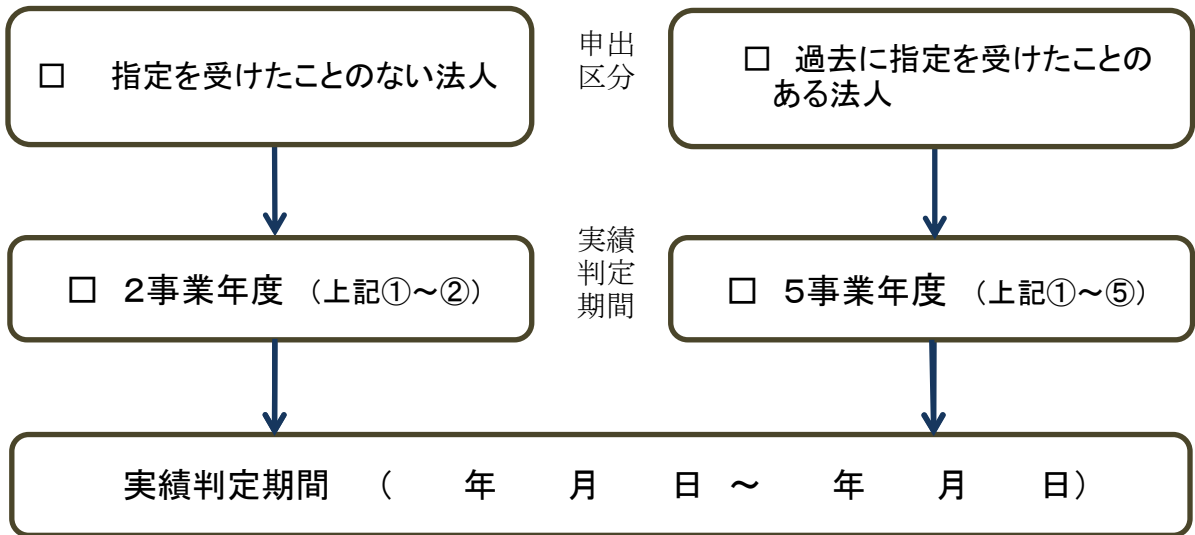 □ 指定を受けたことのない法人
申出
区分
□ 過去に指定を受けたことの
ある法人
□ 2事業年度 (上記①~②)
実績
判定
期間
□ 5事業年度 (上記①~⑤)
実績判定期間 ( 年 月 日 ~ 年 月 日)